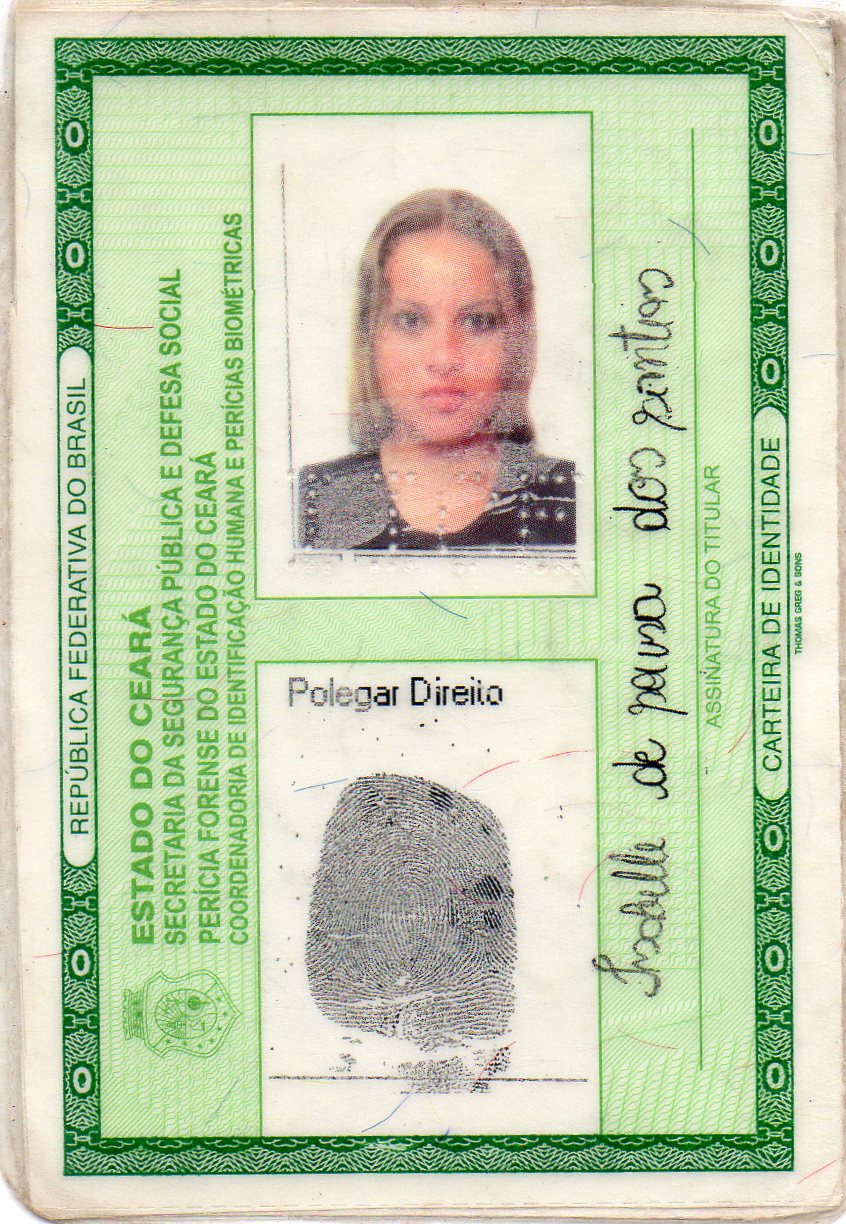 REPÚBLICA FEDERATIVA DO BRASIL
ESTADO DO CEARÁ
SECRETARIA DA SEGURANÇA PÚBLICA E DEFESA SOCIAL
PERÍCIA FORENSE DO ESTADO DO CEARÁ
COORDENADORIA DE IDENTIFICAÇÃO HUMANA E PERÍCIAS BIOMÉTRICAS
Polegar Direito
Isabelle de sousa dos santos
ASSINATURA DO TITULAR
CARTEIRA DE IDENTIDADE
THOMAS GREG & SONS